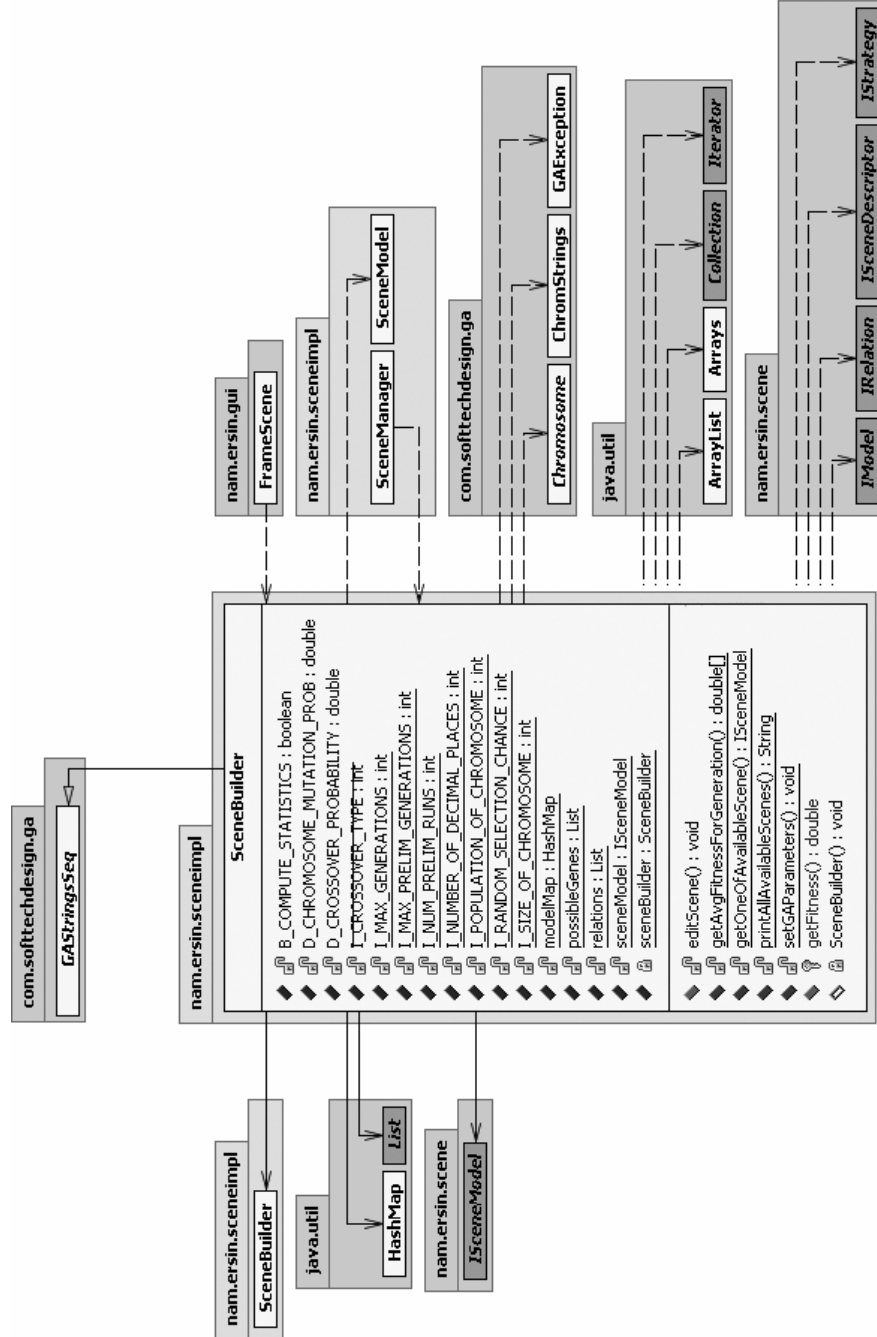 com.softtechdesign.ga
GAStringsSeq
nam.ersin.sceneimpl
SceneBuilder
java.util
HashMap
List
nam.ersin.scene
ISceneModel
nam.ersin.sceneimpl
SceneBuilder
B_COMPUTE_STATISTICS : boolean
D_CHROMOSOME_MUTATION_PROB : double
D_CROSSOVER_PROBABILITY : double
I_CROSSOVER_TYPE : int
I_MAX_GENERATIONS : int
I_MAX_PRELIM_GENERATIONS : int
I_NUM_PRELIM_RUNS : int
I_NUMBER_OF_DECIMAL_PLACES : int
I_POPULATION_OF_CHROMOSOME : int
I_RANDOM_SELECTION_CHANCE : int
I_SIZE_OF_CHROMOSOME : int
modelMap : HashMap
possibleGenes : List
relations : List
sceneModel : ISceneModel
sceneBuilder : SceneBuilder
editScene() : void
getAvgFitnessForGeneration() : double[]
getOneOfAvailableScene() : ISceneModel
printAllAvailableScenes() : String
setGAParameters() : void
getFitness() : double
SceneBuilder() : void
nam.ersin.gui
FrameScene
nam.ersin.sceneimpl
SceneManager
SceneModel
com.softtechdesign.ga
Chromosome
ChromStrings
GAException
java.util
ArrayList
Arrays
Collection
Iterator
nam.ersin.scene
IModel
IRelation
ISceneDescriptor
IStrategy